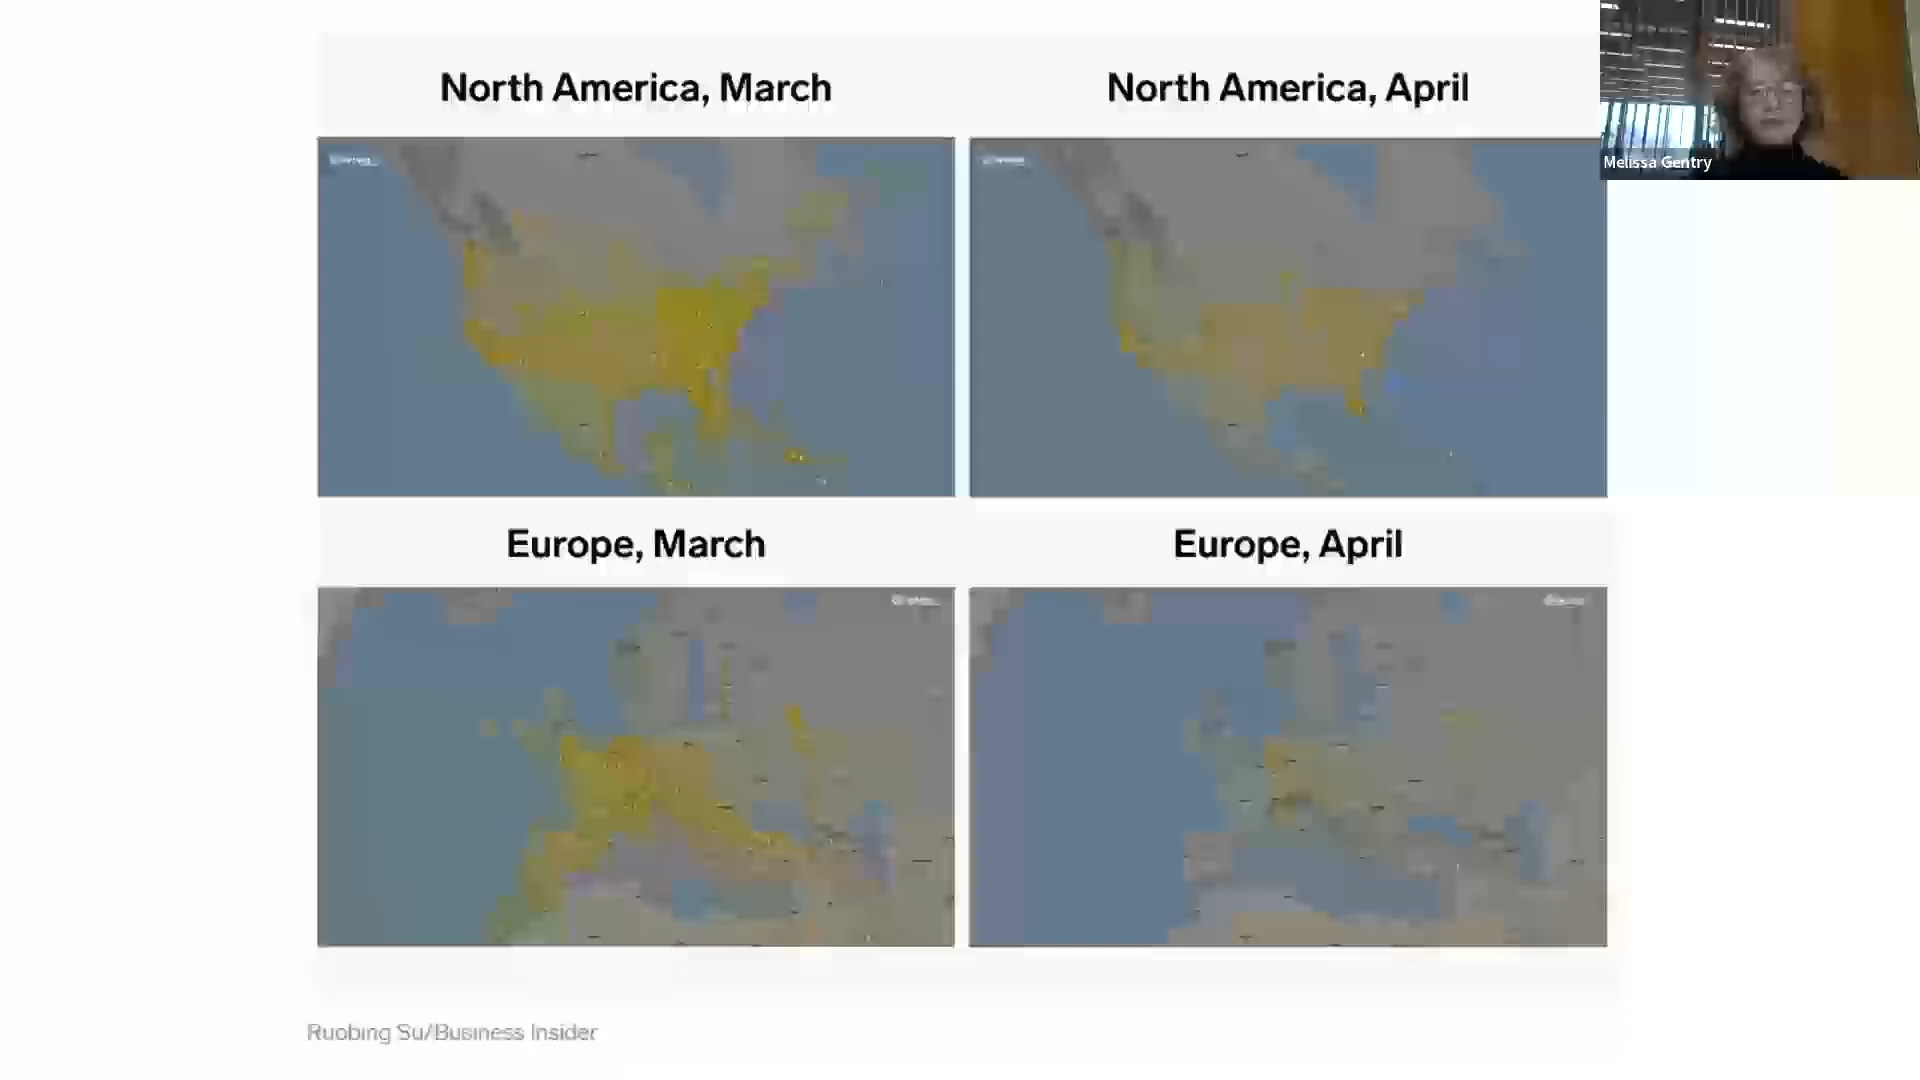 North America, March
North America, April
Melissa Gentry
Europe, March
Europe, April
Ruobing Su/Business Insider